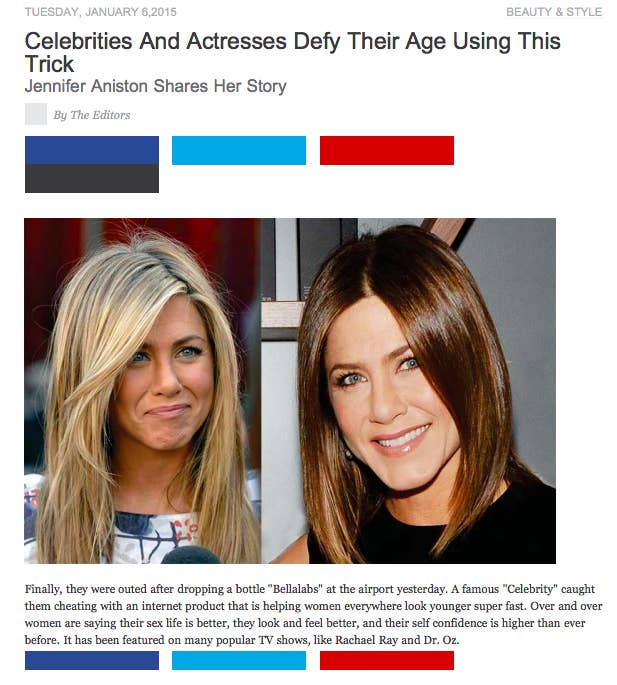 TUESDAY, JANUARY 6,2015
BEAUTY & STYLE
Celebrities And Actresses Defy Their Age Using This
Trick
Jennifer Aniston Shares Her Story
By The Editors
Finally, they were outed after dropping a bottle "Bellalabs" at the airport yesterday. A famous "Celebrity" caught
them cheating with an internet product that is helping women everywhere look younger super fast. Over and over
women are saying their sex life is better, they look and feel better, and their self confidence is higher than ever
before. It has been featured on many popular TV shows, like Rachael Ray and Dr. Oz.